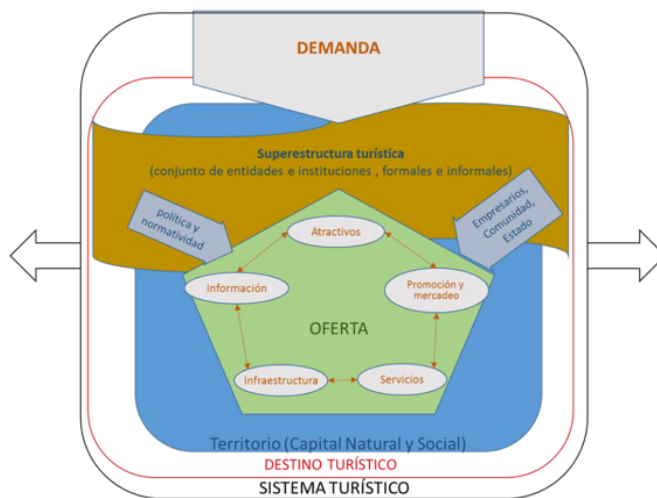 DEMANDA
Superestructura turística
(conjunto de entidades e instituciones , formales e informales)
política y
normatividad
Empresarios,
Comunidad,
Estado
Atractivos
Información
Promoción y
mercadeo
OFERTA
Infraestructura
Servicios
Territorio (Capital Natural y Social)
DESTINO TURÍSTICO
SISTEMA TURÍSTICO